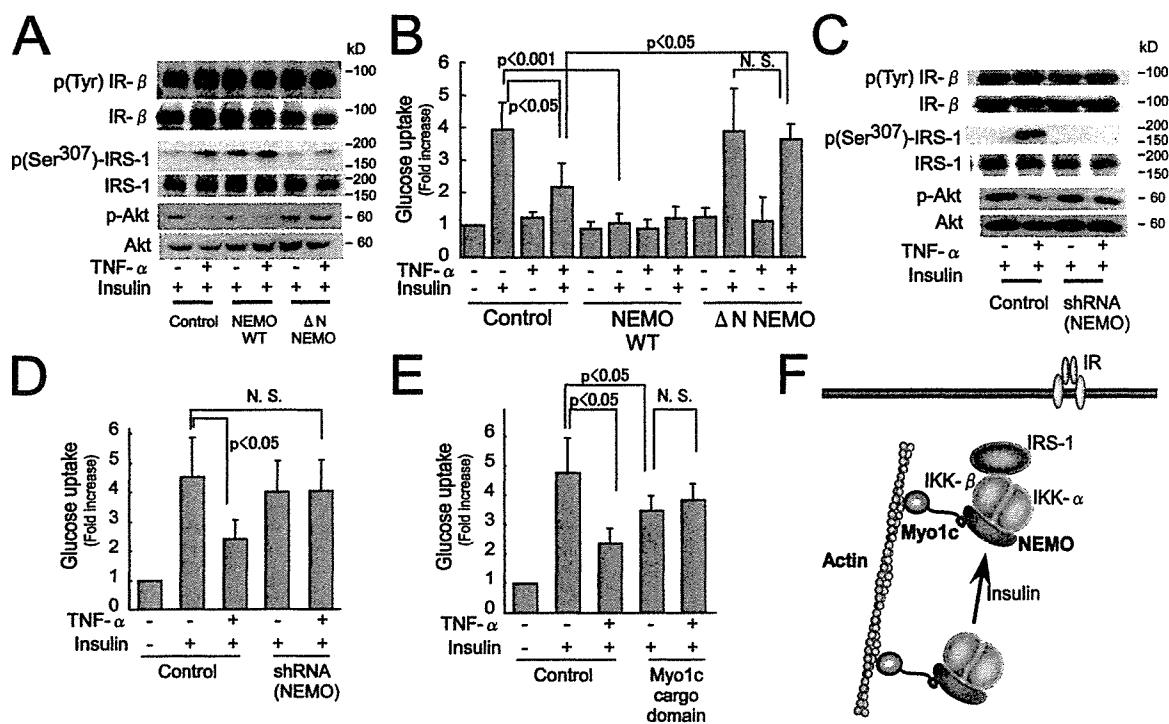 A
kD
p(Tyr) IR-β
-100
IR-β
-100
p(Ser307)-IRS-1
-200
-150
IRS-1
-200
-150
p-Akt
-60
Akt
-60
TNF-α - + - + - +
Insulin + + + + + +
Control
NEMO
WT
ΔN
NEMO
B
p<0.05
p<0.001
N. S.
p<0.05
Glucose uptake
(Fold increase)
6
5
4
3
2
1
0
TNF-α - - + + - - + + - - + +
Insulin - + - + - + - + - + - +
Control
NEMO
WT
ΔN NEMO
C
kD
p(Tyr) IR-β
-100
IR-β
-100
p(Ser307)-IRS-1
-200
-150
IRS-1
-200
-150
p-Akt
-60
Akt
-60
TNF-α - + - +
Insulin + + + +
Control
shRNA
(NEMO)
D
N. S.
p<0.05
Glucose uptake
(Fold increase)
6
5
4
3
2
1
0
TNF-α - - + - +
Insulin - + + + +
Control
shRNA
(NEMO)
E
p<0.05
p<0.05
N. S.
Glucose uptake
(Fold increase)
6
5
4
3
2
1
0
TNF-α - - + - +
Insulin - + + + +
Control
Myo1c
cargo
domain
F
IR
IRS-1
IKK-β
IKK-α
Myo1c
NEMO
Actin
Insulin